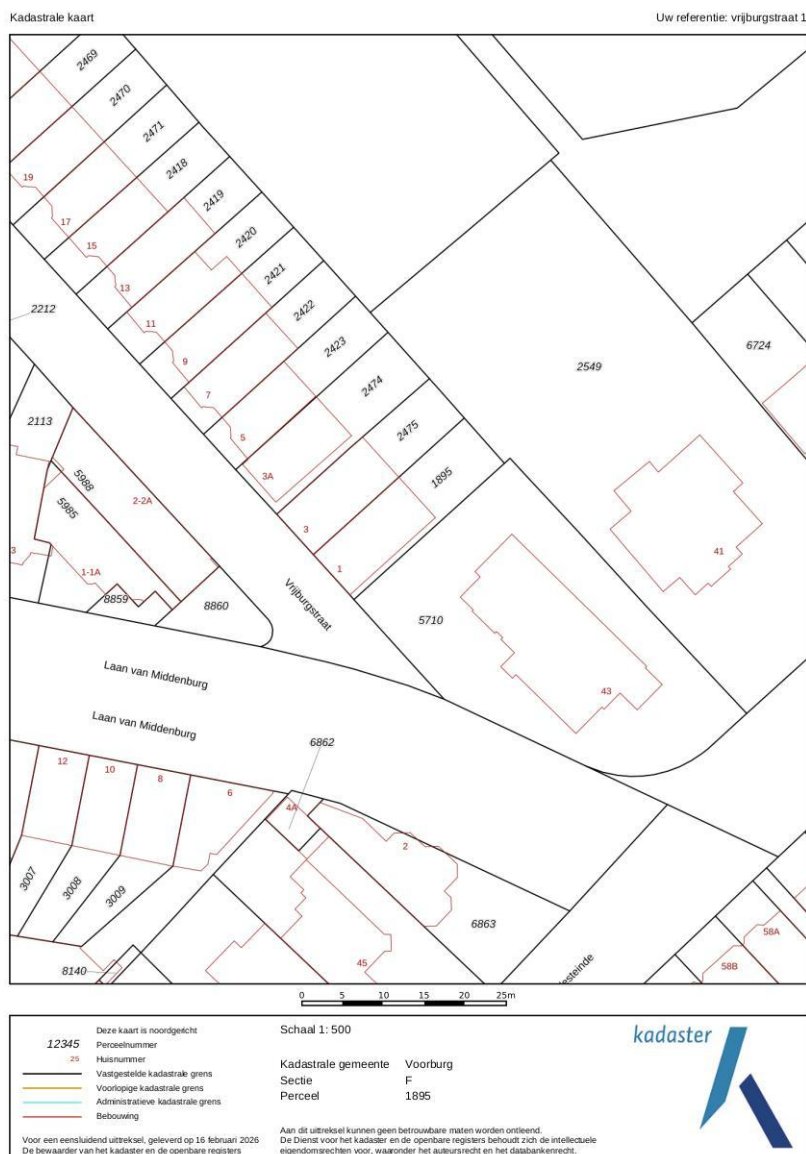 Kadastrale kaart
Uw referentie: vrijburgstraat 1
2469
2470
2471
2418
19
2419
17
2420
15
2421
13
2422
2212
11
2423
6724
9
2549
2474
7
2113
2475
5
5988
3A
1895
2-2A
5985
3
41
3
1
1-1A
8859
8860
Vrijburgstraat
5710
Laan van Middenburg
43
Laan van Middenburg
6862
12
10
8
6
4A
2
3007
3008
3009
6863
58A
45
58B
8140
esteinde
0 5 10 15 20 25m
Deze kaart is noordgericht
12345 Perceelnummer
25 Huisnummer
Vastgestelde kadastrale grens
Voorlopige kadastrale grens
Administratieve kadastrale grens
Bebouwing
Voor een eensluidend uittreksel, geleverd op 16 februari 2026
De bewaarder van het kadaster en de openbare registers
Schaal 1: 500
Kadastrale gemeente Voorburg
Sectie F
Perceel 1895
Aan dit uittreksel kunnen geen betrouwbare maten worden ontleend.
De Dienst voor het kadaster en de openbare registers behoudt zich de intellectuele
eigendomsrechten voor, waaronder het auteursrecht en het databankenrecht.
kadaster